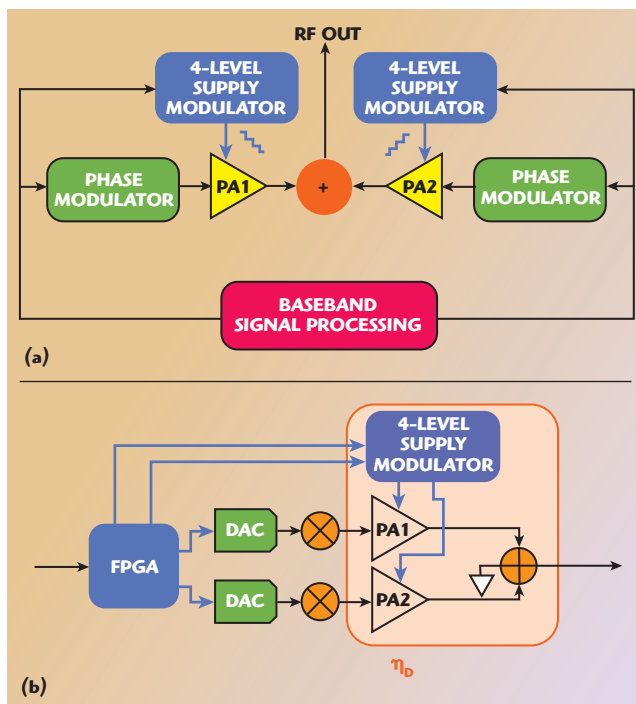 RF OUT
4-LEVEL
SUPPLY
MODULATOR
4-LEVEL
SUPPLY
MODULATOR
PHASE
MODULATOR
PA1
+
PA2
PHASE
MODULATOR
BASEBAND
SIGNAL PROCESSING
(a)
4-LEVEL
SUPPLY
MODULATOR
FPGA
DAC
PA1
DAC
PA2
ηD
(b)